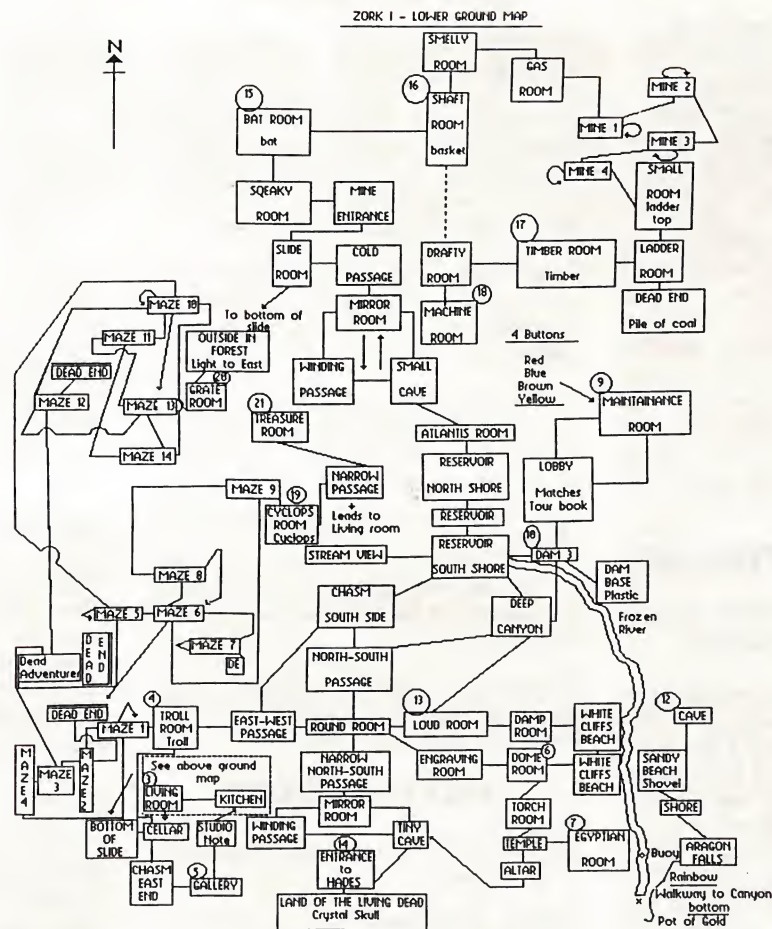 ZORK I - LOWER GROUND MAP
N
SMELLY
ROOM
GAS
ROOM
MINE 2
16
15
BAT ROOM
bat
SHAFT
ROOM
basket
MINE 1
MINE 3
MINE 4
SMALL
ROOM
ladder
top
SQEAKY
ROOM
MINE
ENTRANCE
17
SLIDE
ROOM
COLD
PASSAGE
DRAFTY
ROOM
TIMBER ROOM
Timber
LADDER
ROOM
18
MACHINE
ROOM
DEAD END
Pile of coal
MIRROR
ROOM
To bottom of
slide
MAZE 10
MAZE 11
OUTSIDE IN
FOREST
Light to East
4 Buttons
Red
Blue
Brown
Yellow
DEAD END
MAZE 12
MAZE 13
20
GRATE
ROOM
WINDING
PASSAGE
SMALL
CAVE
9
MAINTAINANCE
ROOM
21
TREASURE
ROOM
MAZE 14
ATLANTIS ROOM
RESERVOIR
NORTH SHORE
LOBBY
Matches
Tour book
MAZE 9
19
CYCLOPS
ROOM
Cyclops
NARROW
PASSAGE
Leads to
Living room
RESERVOIR
STREAM VIEW
RESERVOIR
SOUTH SHORE
10
DAM 3
DAM
BASE
Plastic
MAZE 8
Frozen
River
CHASM
SOUTH SIDE
DEEP
CANYON
MAZE 5
MAZE 6
MAZE 7
DE
Dead
Adventurer
DEAD
END
NORTH-SOUTH
PASSAGE
4
13
12
DEAD END
MAZE 1
TROLL
ROOM
Troll
EAST-WEST
PASSAGE
ROUND ROOM
LOUD ROOM
DAMP
ROOM
WHITE
CLIFFS
BEACH
CAVE
MAZE 4
MAZE
3
MAZE 2
See above ground
map
3
LIVING
ROOM
KITCHEN
NARROW
NORTH-SOUTH
PASSAGE
ENGRAVING
ROOM
6
DOME
ROOM
WHITE
CLIFFS
BEACH
SANDY
BEACH
Shovel
BOTTOM
OF
SLIDE
CELLAR
STUDIO
Note
MIRROR
ROOM
WINDING
PASSAGE
TINY
CAVE
TORCH
ROOM
SHORE
14
7
TEMPLE
EGYPTIAN
ROOM
ARAGON
FALLS
CHASM
EAST
END
5
GALLERY
ENTRANCE
to
HADES
ALTAR
Buoy
Rainbow
Walkway to Canyon
bottom
Pot of Gold
LAND OF THE LIVING DEAD
Crystal Skull